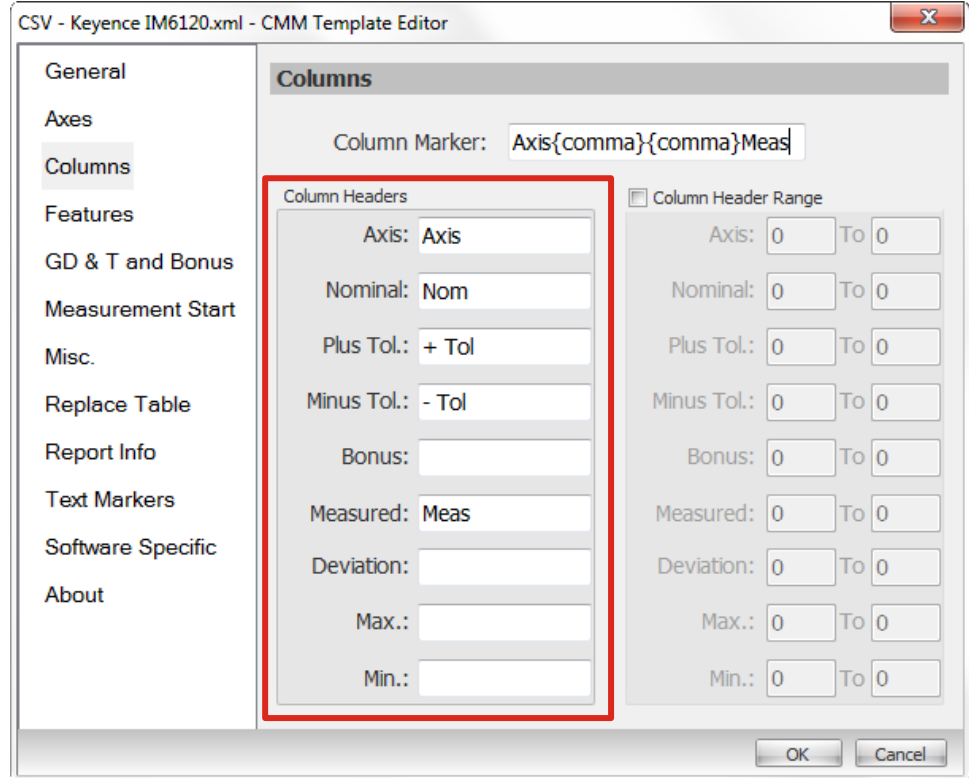 CSV - Keyence IM6120.xml - CMM Template Editor
x
General
Axes
Columns
Features
GD & T and Bonus
Measurement Start
Misc.
Replace Table
Report Info
Text Markers
Software Specific
About
Columns
Column Marker: Axis{comma}{comma}Meas
Column Headers
Axis: Axis
Nominal: Nom
Plus Tol.: + Tol
Minus Tol.: - Tol
Bonus:
Measured: Meas
Deviation:
Max.:
Min.:
Column Header Range
Axis: 0 To 0
Nominal: 0 To 0
Plus Tol.: 0 To 0
Minus Tol.: 0 To 0
Bonus: 0 To 0
Measured: 0 To 0
Deviation: 0 To 0
Max.: 0 To 0
Min.: 0 To 0
OK Cancel